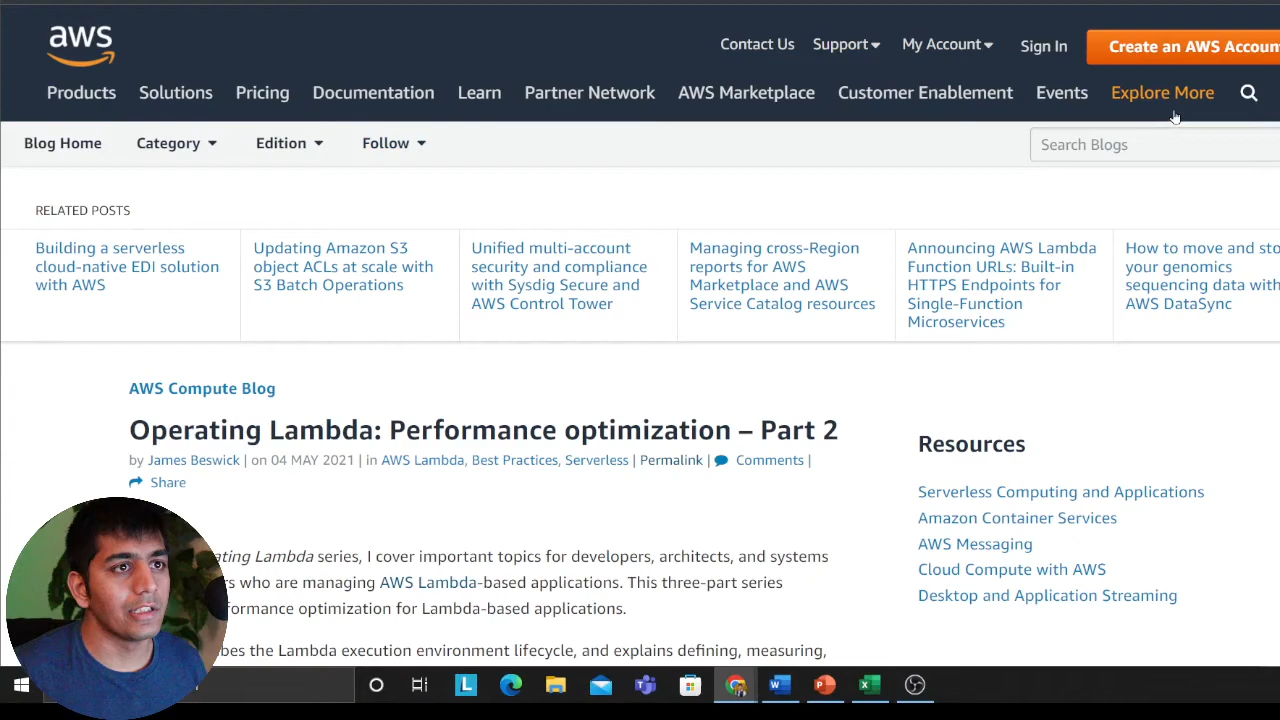 aws
Contact Us Support My Account Sign In Create an AWS Accoun
Products Solutions Pricing Documentation Learn Partner Network AWS Marketplace Customer Enablement Events Explore More
Blog Home Category Edition Follow Search Blogs
RELATED POSTS
Building a serverless
cloud-native EDI solution
with AWS
Updating Amazon S3
object ACLs at scale with
S3 Batch Operations
Unified multi-account
security and compliance
with Sysdig Secure and
AWS Control Tower
Managing cross-Region
reports for AWS
Marketplace and AWS
Service Catalog resources
Announcing AWS Lambda
Function URLs: Built-in
HTTPS Endpoints for
Single-Function
Microservices
How to move and sto
your genomics
sequencing data with
AWS DataSync
AWS Compute Blog
Operating Lambda: Performance optimization – Part 2
by James Beswick | on 04 MAY 2021 | in AWS Lambda, Best Practices, Serverless | Permalink | Comments |
Share
Resources
Serverless Computing and Applications
Amazon Container Services
AWS Messaging
Cloud Compute with AWS
Desktop and Application Streaming
Lambda series, I cover important topics for developers, architects, and systems
who are managing AWS Lambda-based applications. This three-part series
optimization for Lambda-based applications.
the Lambda execution environment lifecycle, and explains defining, measuring,